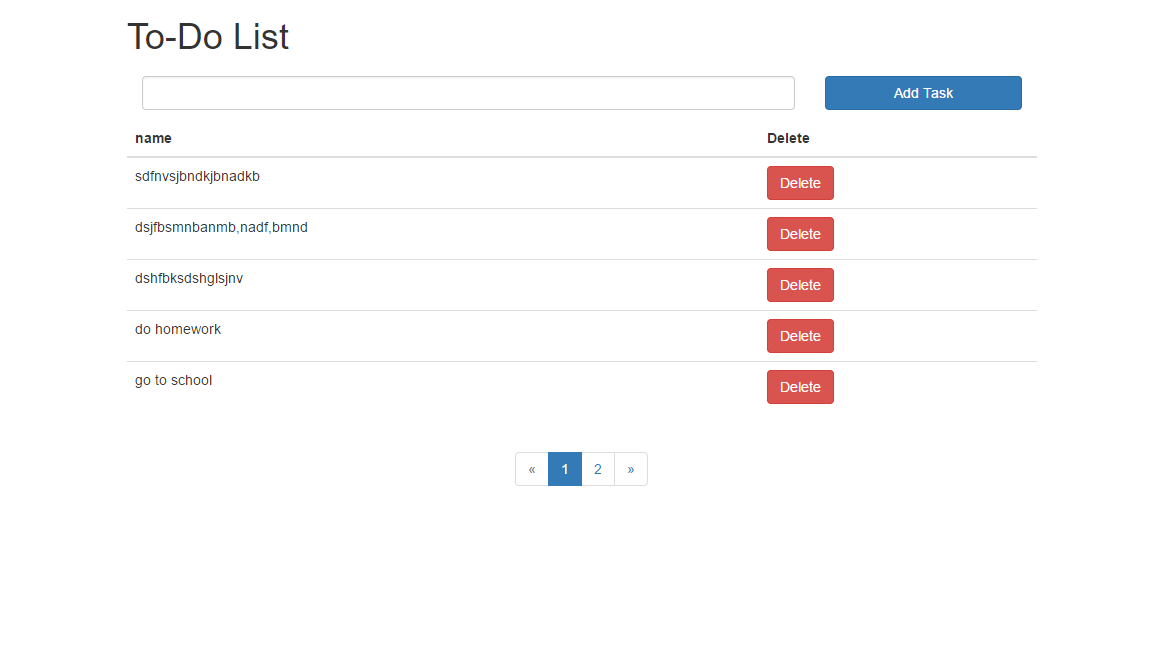 To-Do List
Add Task
name Delete
sdfnvsjbndkjbnadkb Delete
dsjfbsmnbanmb,nadf,bmnd Delete
dshfbksdshglsjnv Delete
do homework Delete
go to school Delete
« 1 2 »